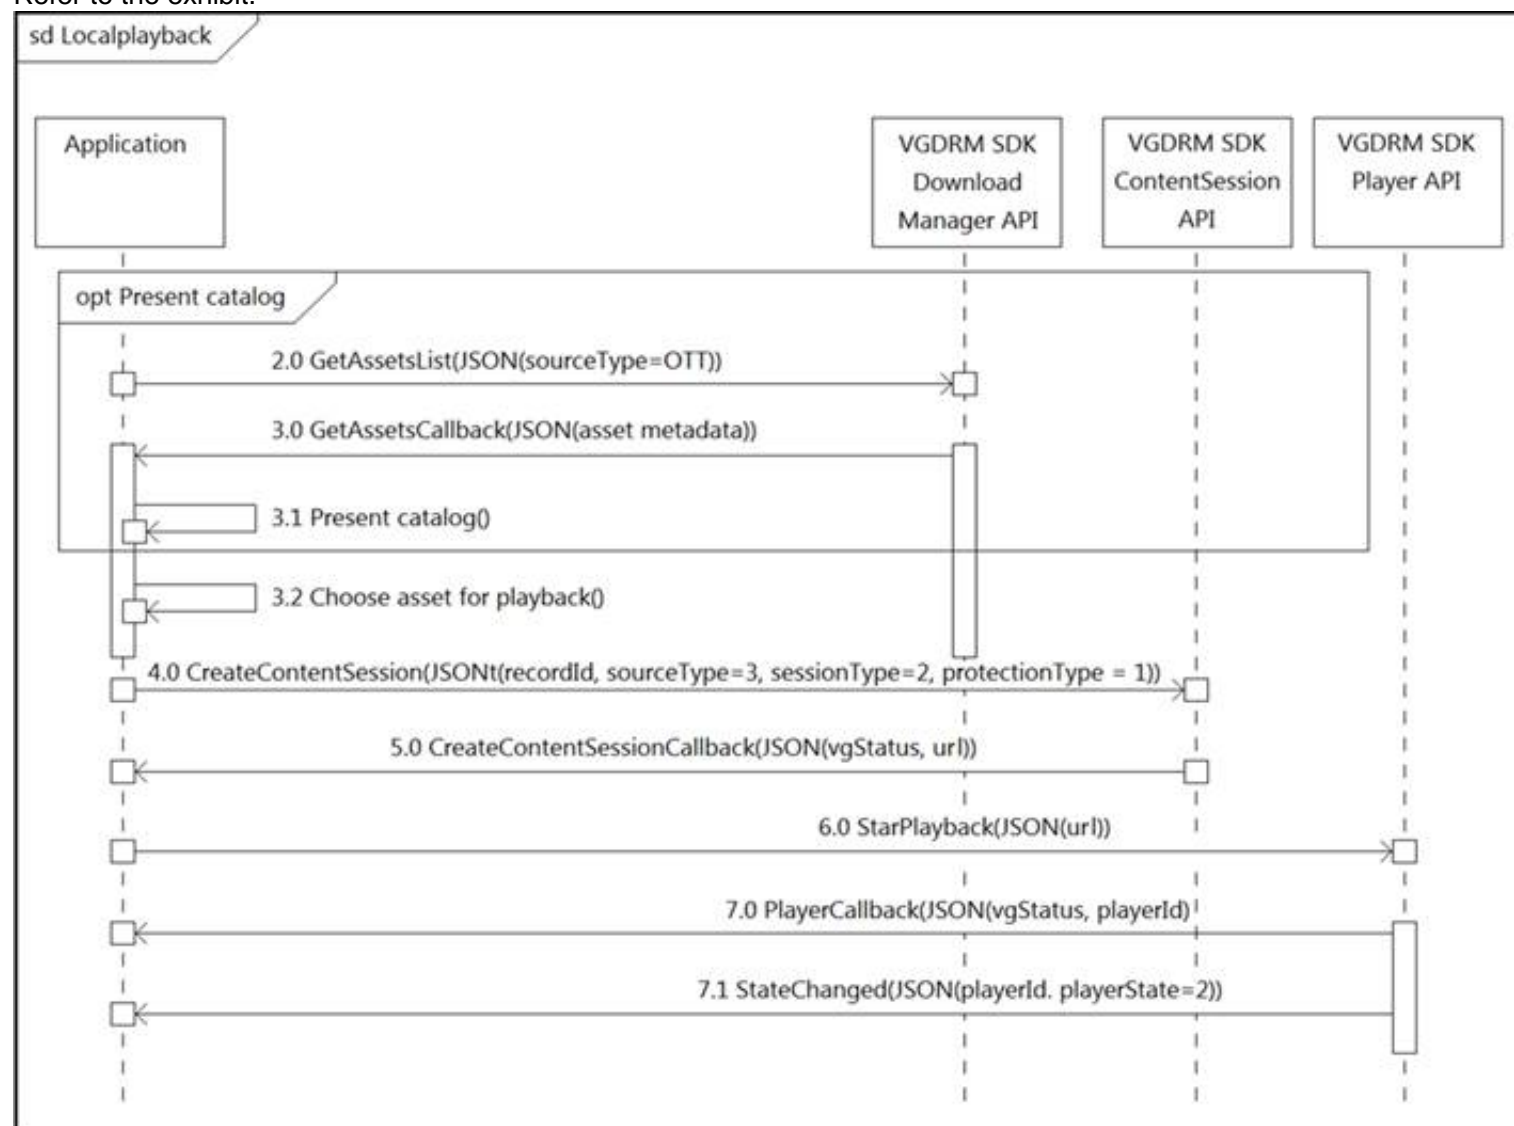 Refer to the exhibit.
sd Localplayback
Application
VGDRM SDK
Download
Manager API
VGDRM SDK
ContentSession
API
VGDRM SDK
Player API
opt Present catalog
2.0 GetAssetsList(JSON(sourceType=OTT))
3.0 GetAssetsCallback(JSON(asset metadata))
3.1 Present catalog()
3.2 Choose asset for playback()
4.0 CreateContentSession(JSONt(recordId, sourceType=3, sessionType=2, protectionType = 1))
5.0 CreateContentSessionCallback(JSON(vgStatus, url))
6.0 StarPlayback(JSON(url))
7.0 PlayerCallback(JSON(vgStatus, playerId)
7.1 StateChanged(JSON(playerId. playerState=2))